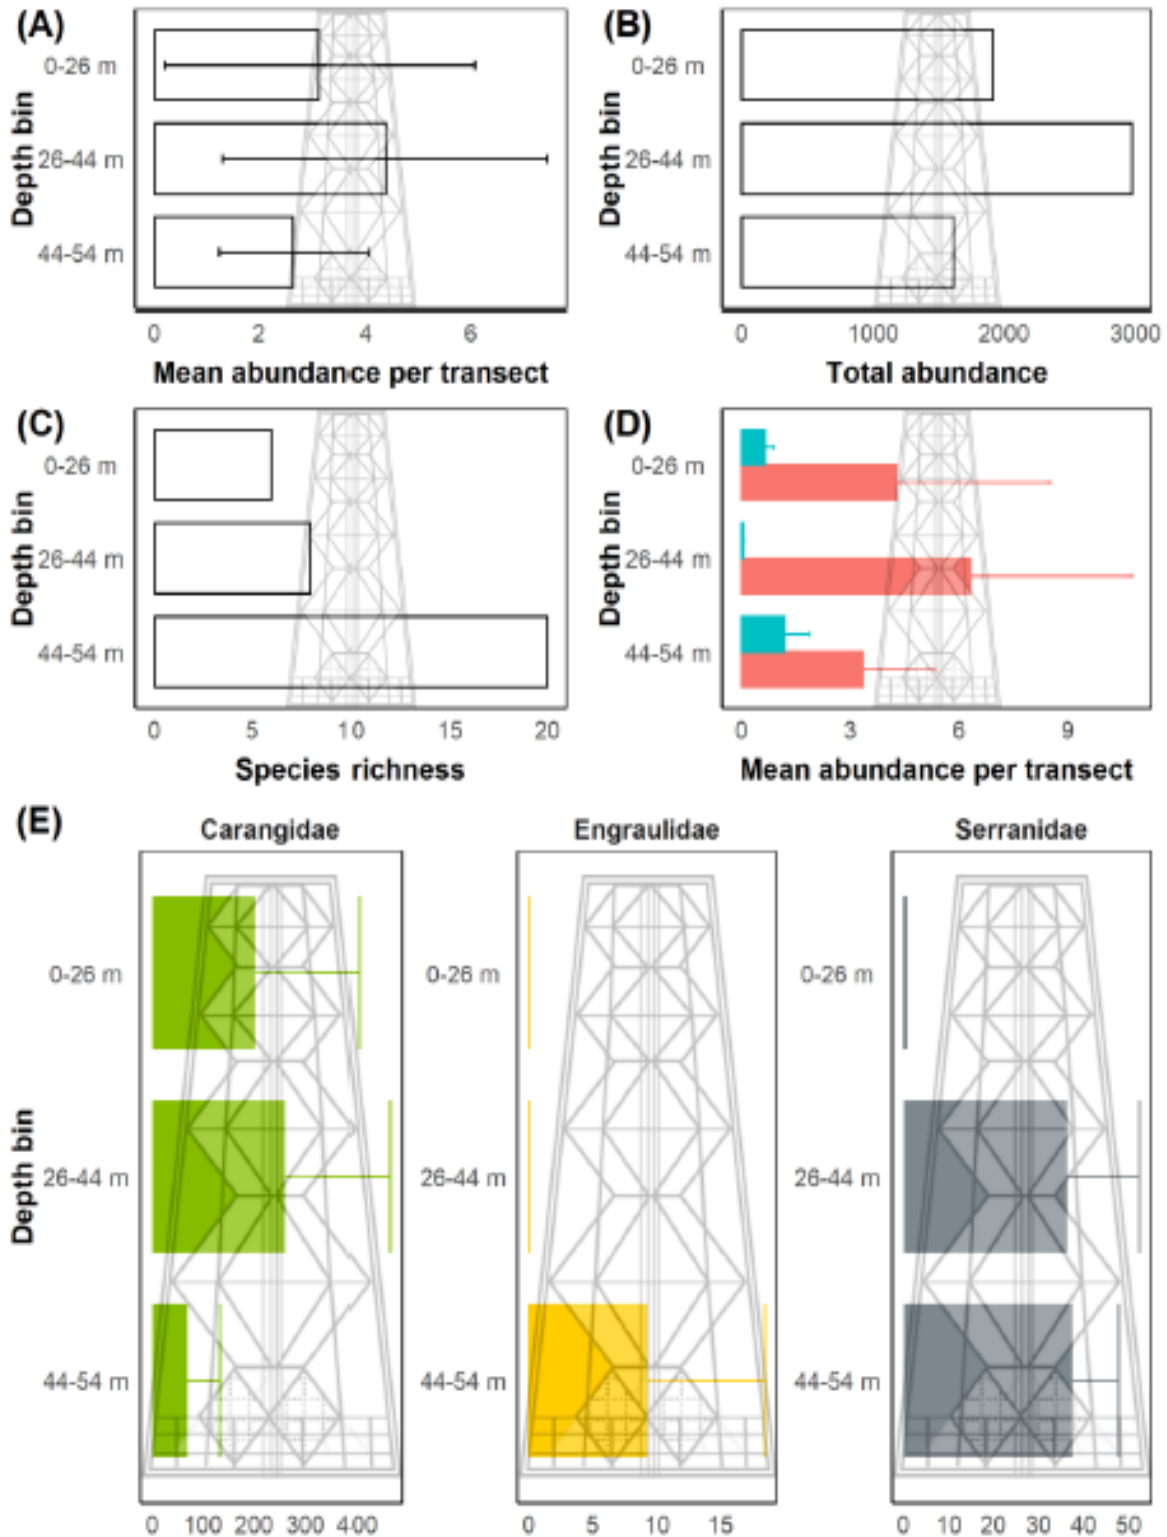 (A)
Depth bin
0-26 m
26-44 m
44-54 m
0 2 4 6
Mean abundance per transect
(B)
Depth bin
0-26 m
26-44 m
44-54 m
0 1000 2000 3000
Total abundance
(C)
Depth bin
0-26 m
26-44 m
44-54 m
0 5 10 15 20
Species richness
(D)
Depth bin
0-26 m
26-44 m
44-54 m
0 3 6 9
Mean abundance per transect
(E)
Depth bin
Carangidae
0-26 m
26-44 m
44-54 m
0 100 200 300 400
Engraulidae
0-26 m
26-44 m
44-54 m
0 5 10 15
Serranidae
0-26 m
26-44 m
44-54 m
0 10 20 30 40 50